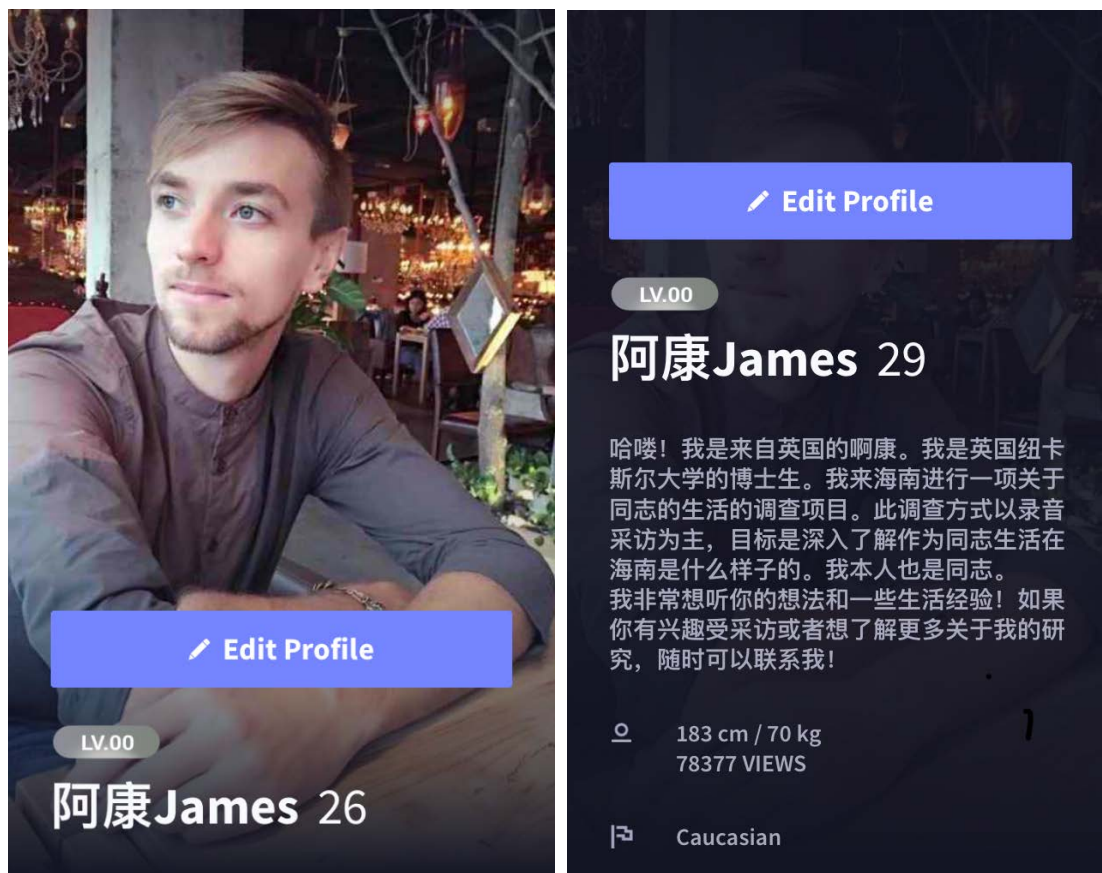 Edit Profile
LV.00
阿康James 26
Edit Profile
LV.00
阿康James 29
哈喽！我是来自英国的啊康。我是英国纽卡
斯尔大学的博士生。我来海南进行一项关于
同志的生活的调查项目。此调查方式以录音
采访为主，目标是深入了解作为同志生活在
海南是什么样子的。我本人也是同志。
我非常想听你的想法和一些生活经验！如果
你有兴趣受采访或者想了解更多关于我的研
究，随时可以联系我！
183 cm / 70 kg
78377 VIEWS
Caucasian